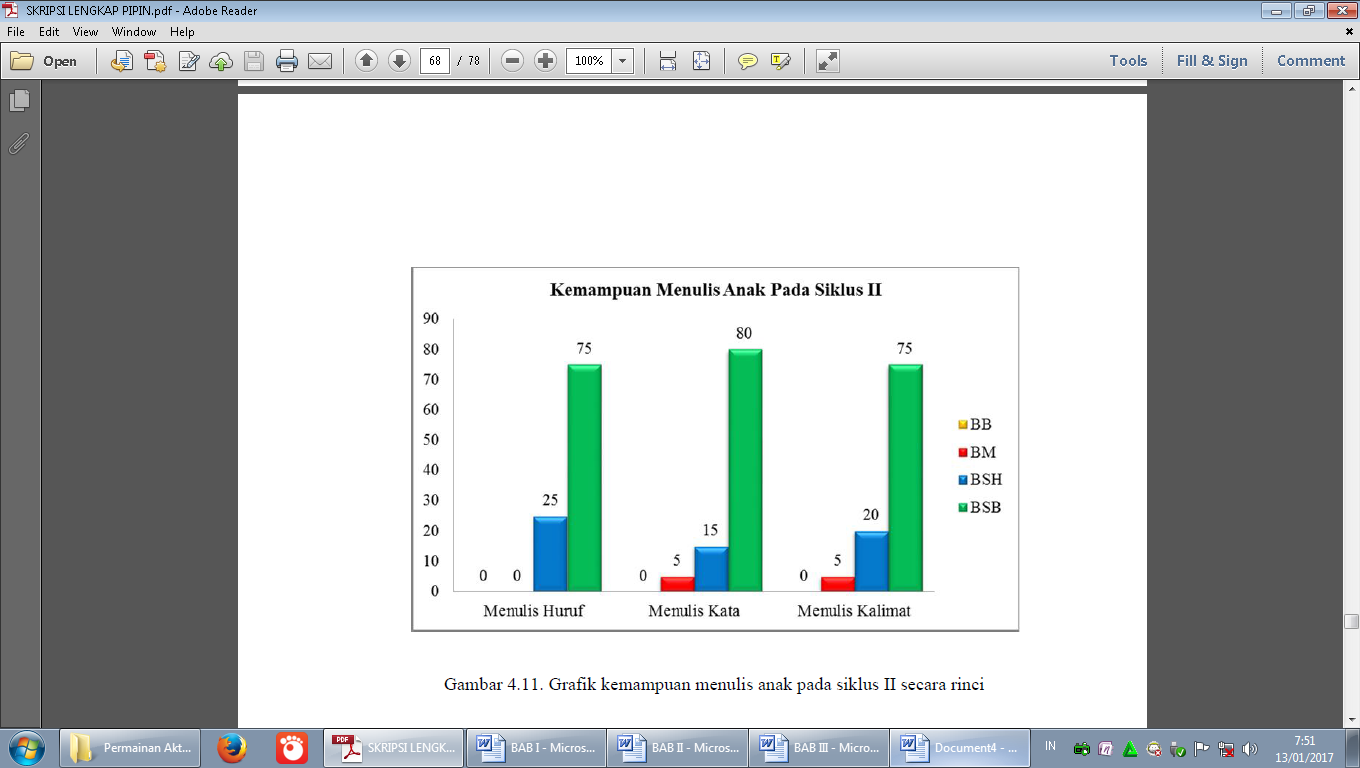 SKRIPSI LENGKAP PIPIN.pdf - Adobe Reader
File Edit View Window Help
Open 68 / 78 100% Tools Fill & Sign Comment
Kemampuan Menulis Anak Pada Siklus II
90
80
70
60
50
40
30
20
10
0
0 0 25 75
0 5 15 80
0 5 20 75
Menulis Huruf Menulis Kata Menulis Kalimat
BB
BM
BSH
BSB
Gambar 4.11. Grafik kemampuan menulis anak pada siklus II secara rinci
Permainan Akt... PDF SKRIPSI LENGK... BAB I - Micros... BAB II - Micros... BAB III - Micro... Document4 - ... IN 7:51
13/01/2017